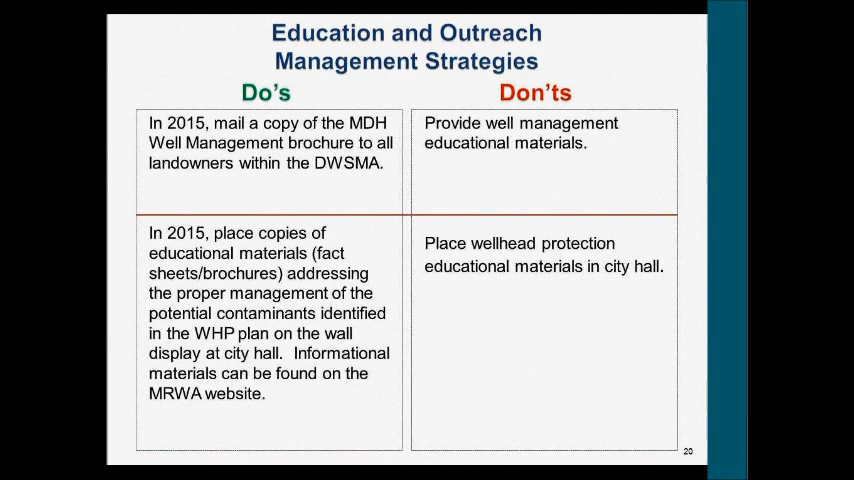 Education and Outreach
Management Strategies
Do's
Don'ts
In 2015, mail a copy of the MDH
Well Management brochure to all
landowners within the DWSMA.
Provide well management
educational materials.
In 2015, place copies of
educational materials (fact
sheets/brochures) addressing
the proper management of the
potential contaminants identified
in the WHP plan on the wall
display at city hall.  Informational
materials can be found on the
MRWA website.
Place wellhead protection
educational materials in city hall.
20